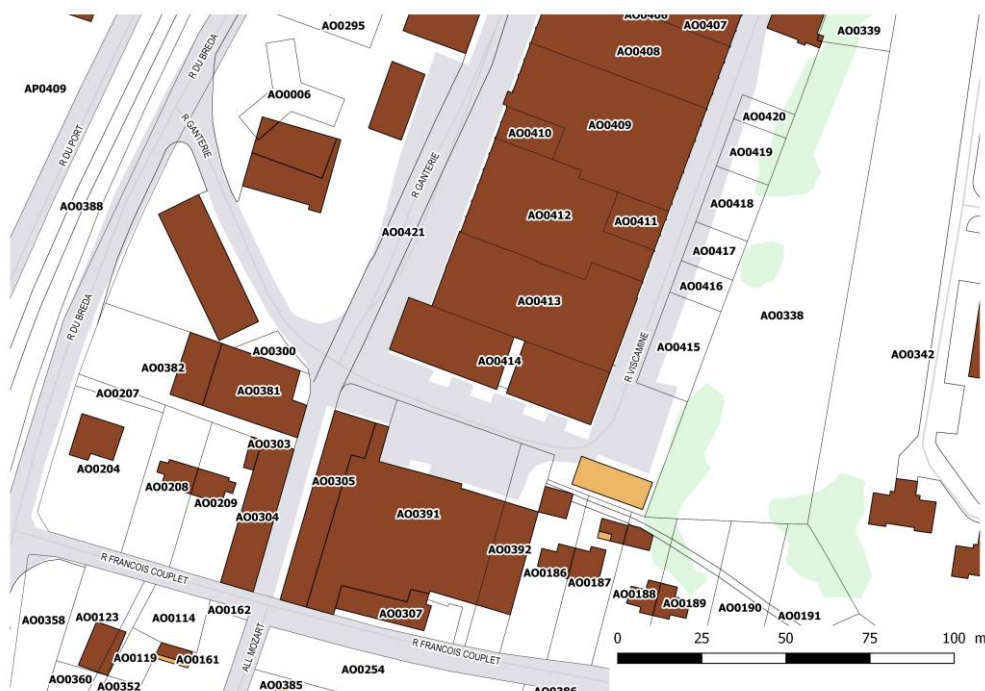 AO0406
AO0407
AO0295
AO0339
AO0408
R DU BREDA
AP0409
AO0006
R GANTERIE
AO0420
AO0409
AO0410
R DU PORT
AO0419
R GANTERIE
AO0388
AO0418
AO0412
AO0411
AO0421
AO0417
AO0416
AO0413
AO0338
R DU BREDA
AO0415
AO0300
AO0342
AO0414
R VISCAMINE
AO0382
AO0207
AO0381
AO0303
AO0204
AO0208
AO0305
AO0209
AO0391
AO0304
AO0392
R FRANCOIS COUPLET
AO0186
AO0187
AO0188
AO0189
AO0190
AO0191
AO0162
AO0307
AO0358
AO0123
AO0114
0 25 50 75 100 m
ALL MOZART
R FRANCOIS COUPLET
AO0119
AO0161
AO0254
AO0360
AO0352
AO0385
AO0386